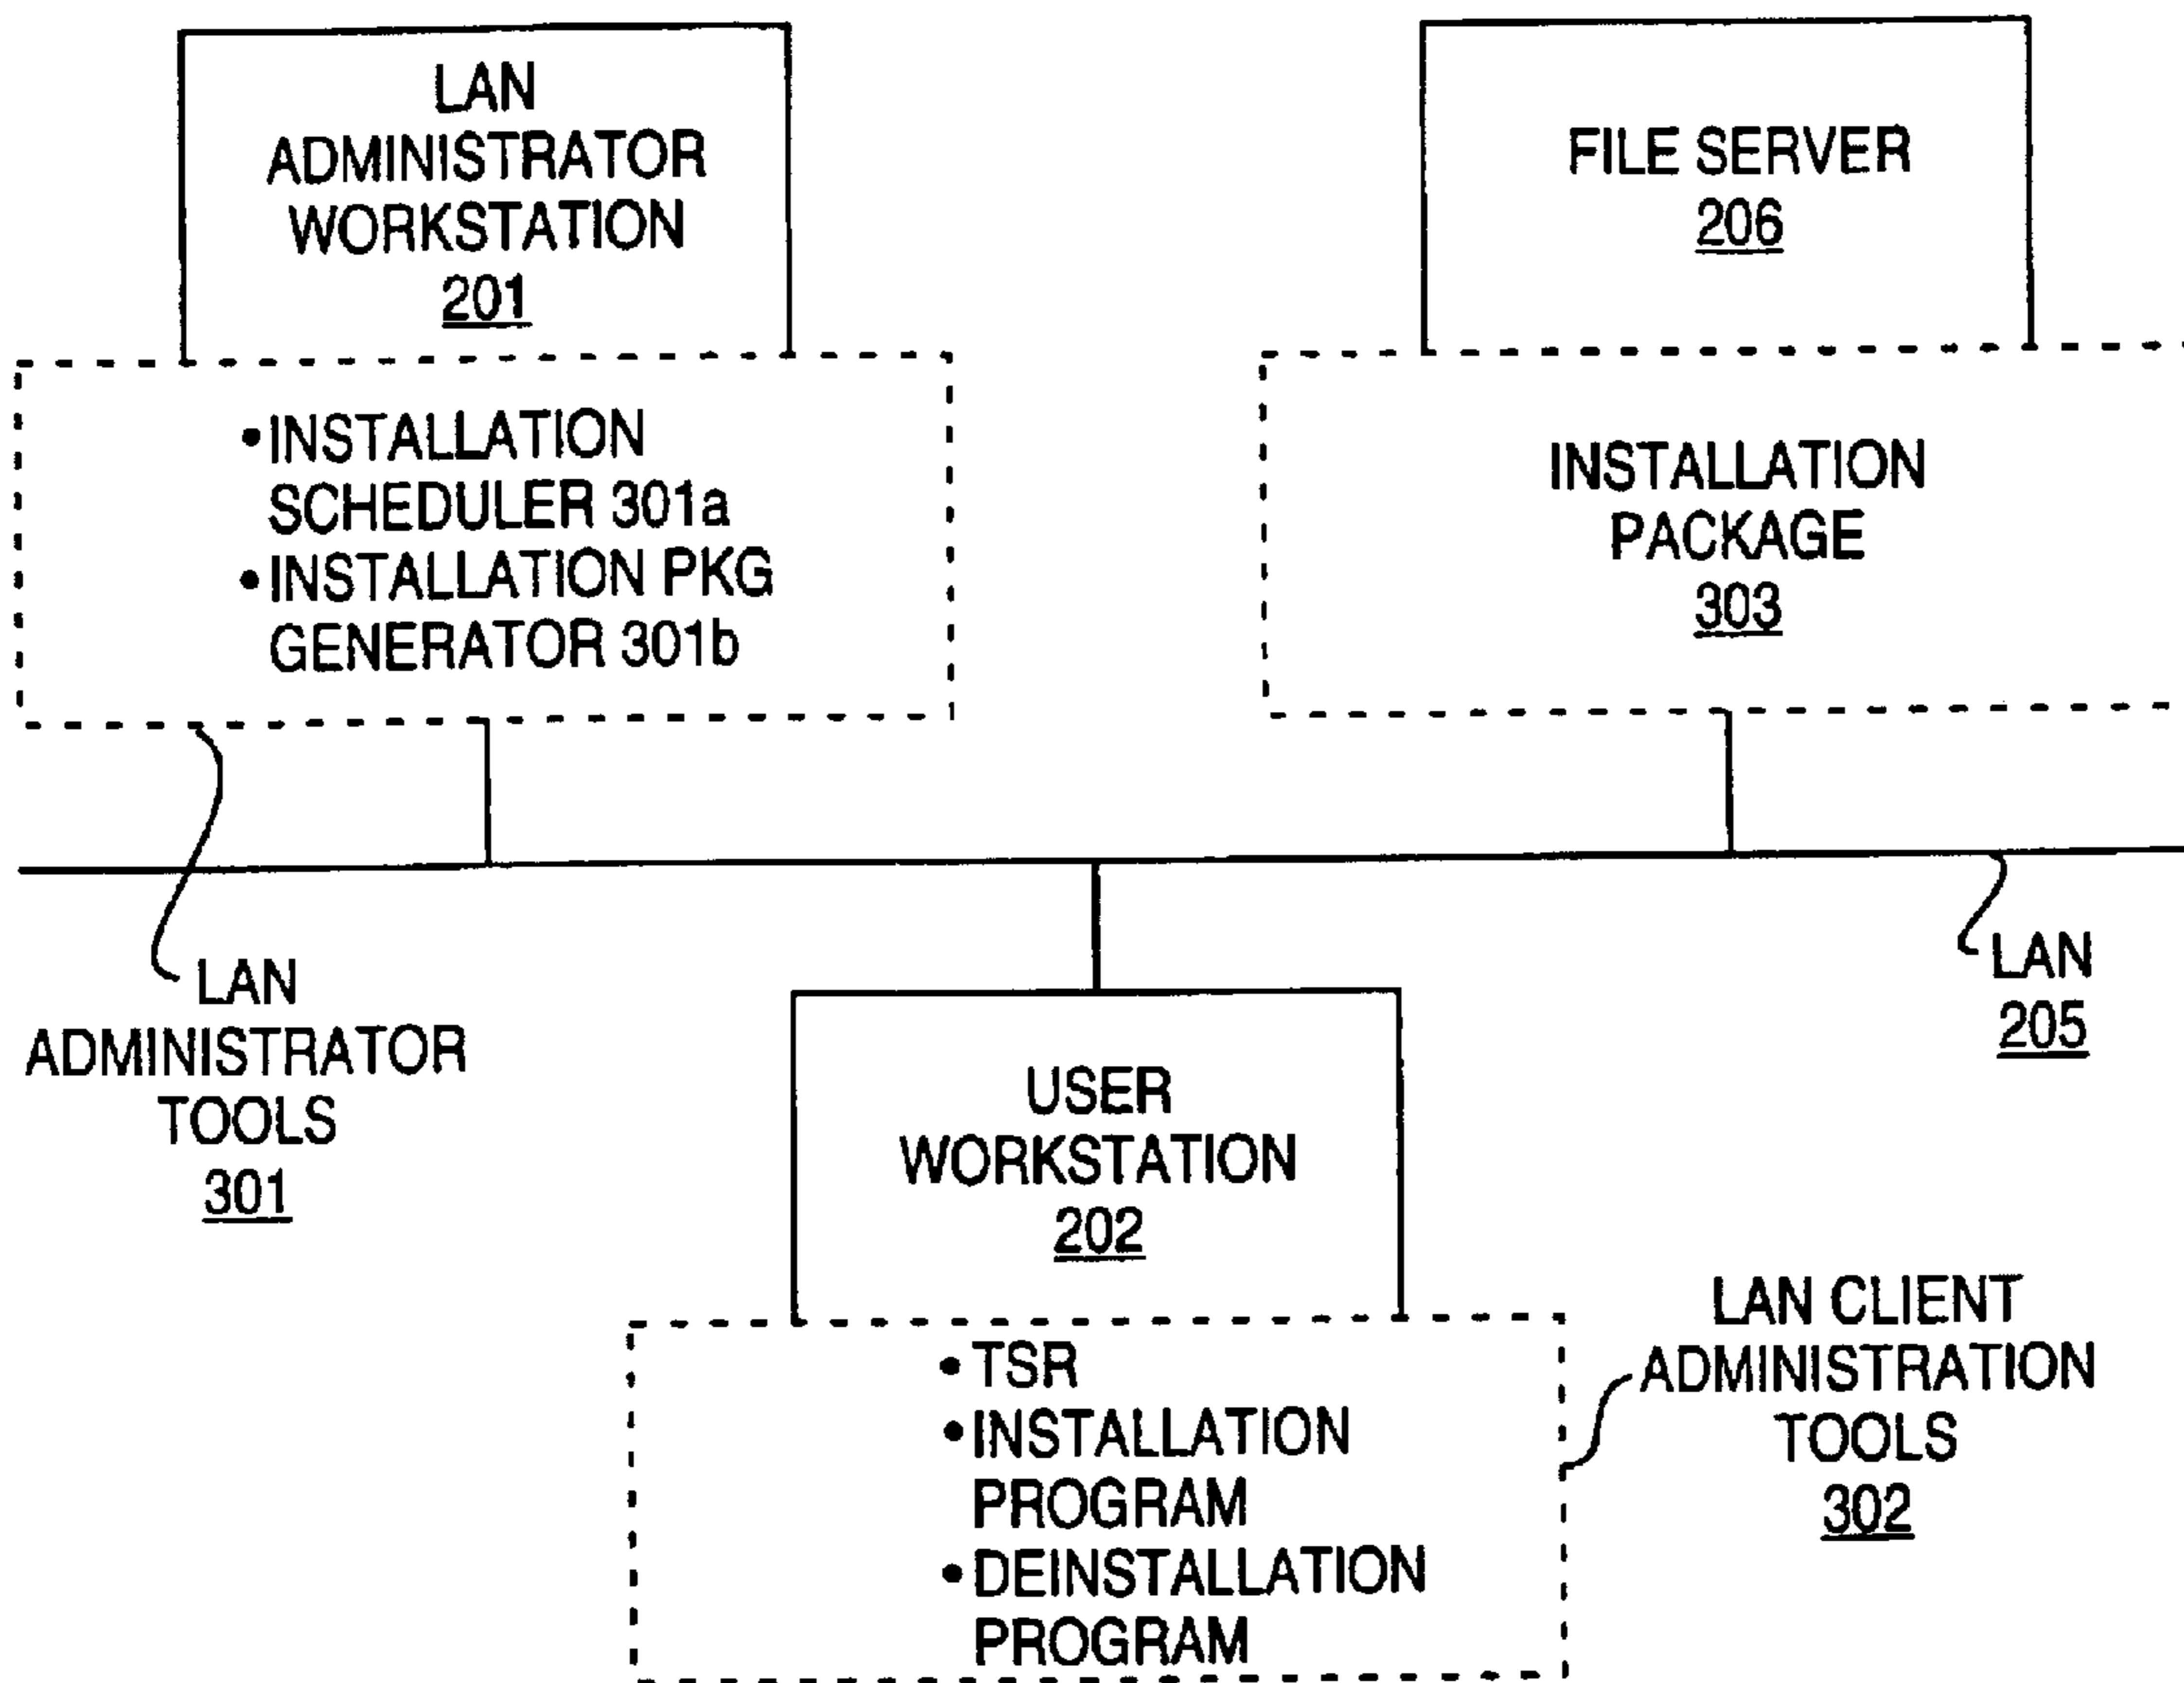 LAN
ADMINISTRATOR
WORKSTATION
201
•INSTALLATION
SCHEDULER 301a
•INSTALLATION PKG
GENERATOR 301b
FILE SERVER
206
INSTALLATION
PACKAGE
303
LAN
ADMINISTRATOR
TOOLS
301
LAN
205
USER
WORKSTATION
202
•TSR
•INSTALLATION
PROGRAM
•DEINSTALLATION
PROGRAM
LAN CLIENT
ADMINISTRATION
TOOLS
302